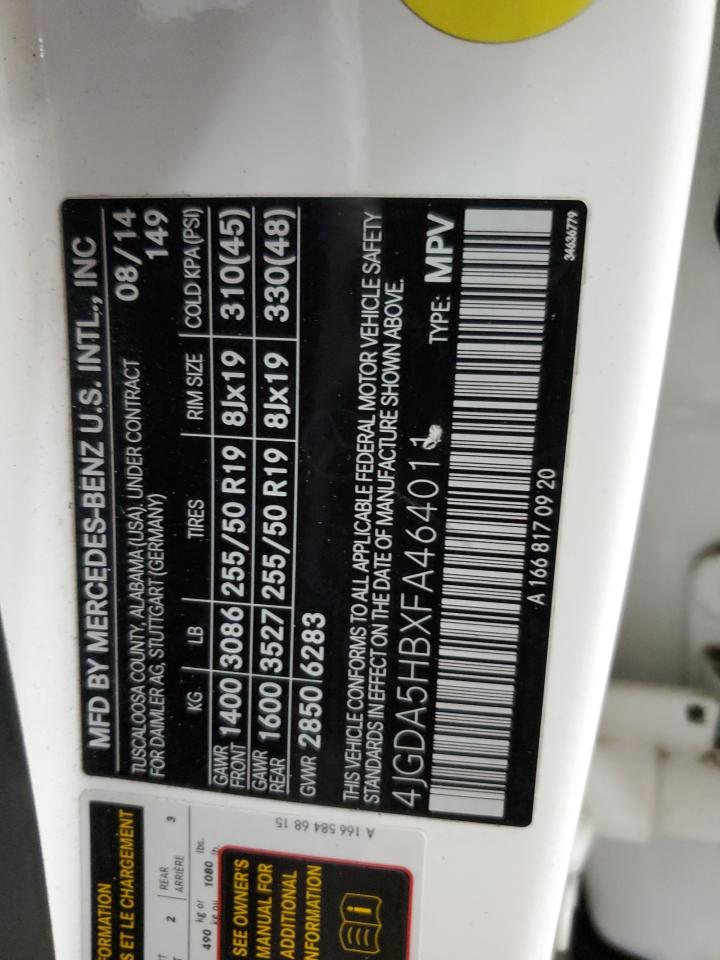 MFD BY MERCEDES-BENZ U.S. INTL., INC
TUSCALOOSA COUNTY, ALABAMA (USA), UNDER CONTRACT 08/14
FOR DAIMLER AG, STUTTGART (GERMANY) 149
KG LB TIRES RIM SIZE COLD KPA (PSI)
GAWR FRONT 1400 3086 255/50 R19 8Jx19 310(45)
GAWR REAR 1600 3527 255/50 R19 8Jx19 330(48)
GVWR 2850 6283
THIS VEHICLE CONFORMS TO ALL APPLICABLE FEDERAL MOTOR VEHICLE SAFETY
STANDARDS IN EFFECT ON THE DATE OF MANUFACTURE SHOWN ABOVE.
4JGDA5HBXFA464011 TYPE: MPV
A 166 817 09 20
34636779
A 166 584 68 15
ET LE CHARGEMENT
2 REAR 3
ARRIÈRE
490 kg or 1080 lbs.
SEE OWNER'S
MANUAL FOR
ADDITIONAL